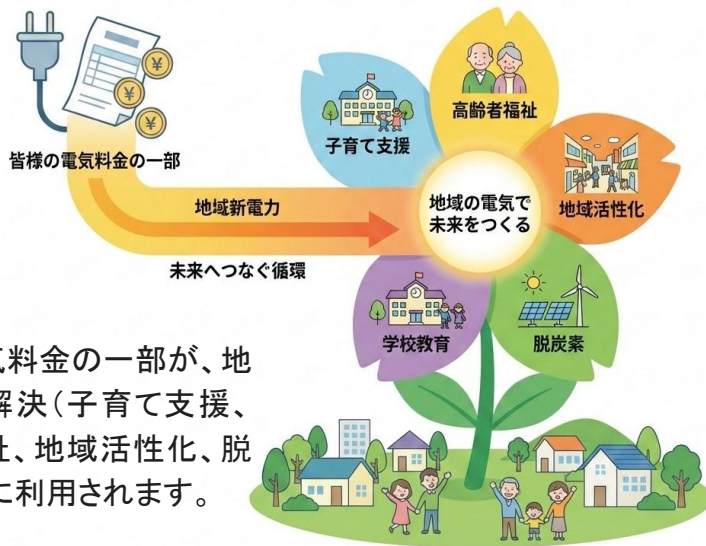 皆様の電気料金の一部
地域新電力
未来へつなぐ循環
子育て支援
高齢者福祉
地域活性化
地域の電気で
未来をつくる
学校教育
脱炭素
気料金の一部が、地
解決(子育て支援、
祉、地域活性化、脱
に利用されます。